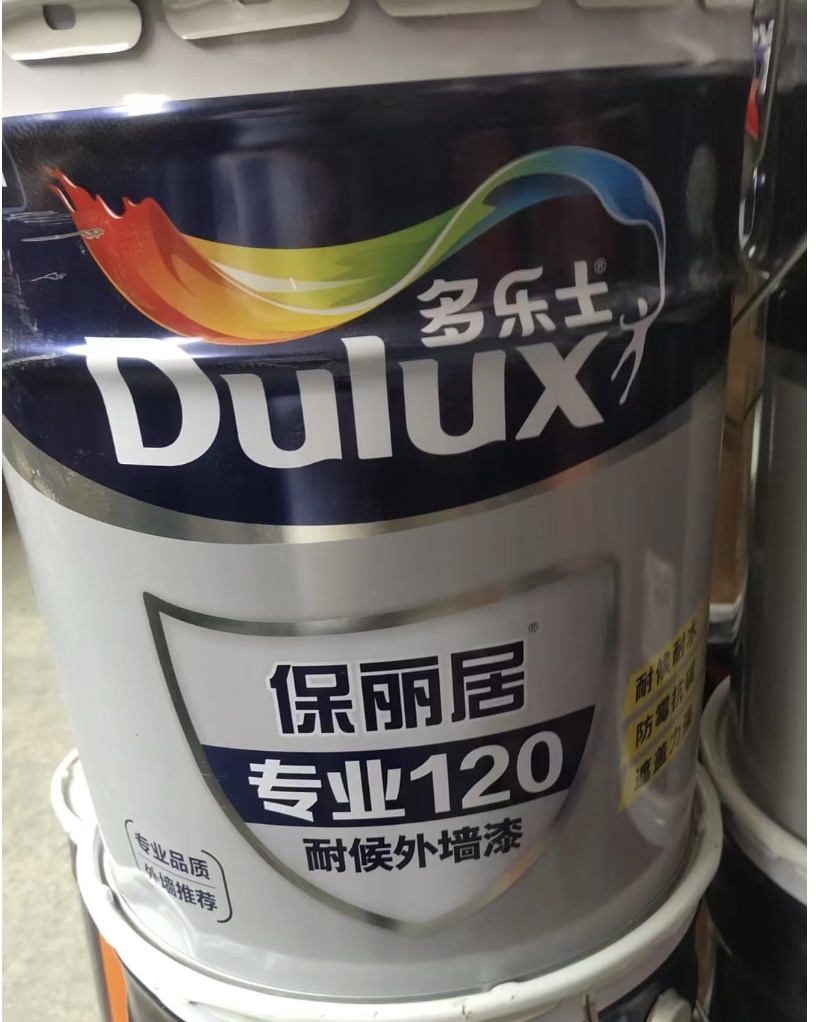 多乐士®
Dulux
保丽居®
专业120
耐候外墙漆
耐候耐水
防霉抗碱
遮盖力强
专业品质
外墙推荐